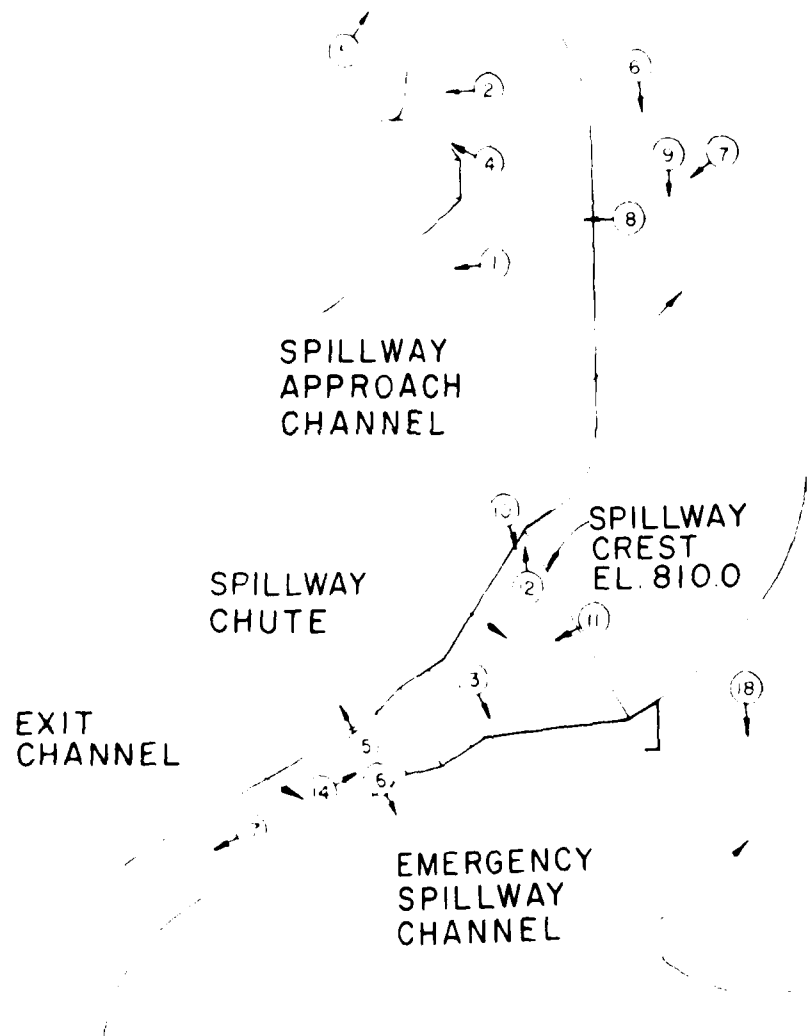 6
2
9
7
4
8
1
SPILLWAY
APPROACH
CHANNEL
SPILLWAY
CREST
EL. 810.0
SPILLWAY
CHUTE
11
3
18
EXIT
CHANNEL
5
14
6
EMERGENCY
SPILLWAY
CHANNEL